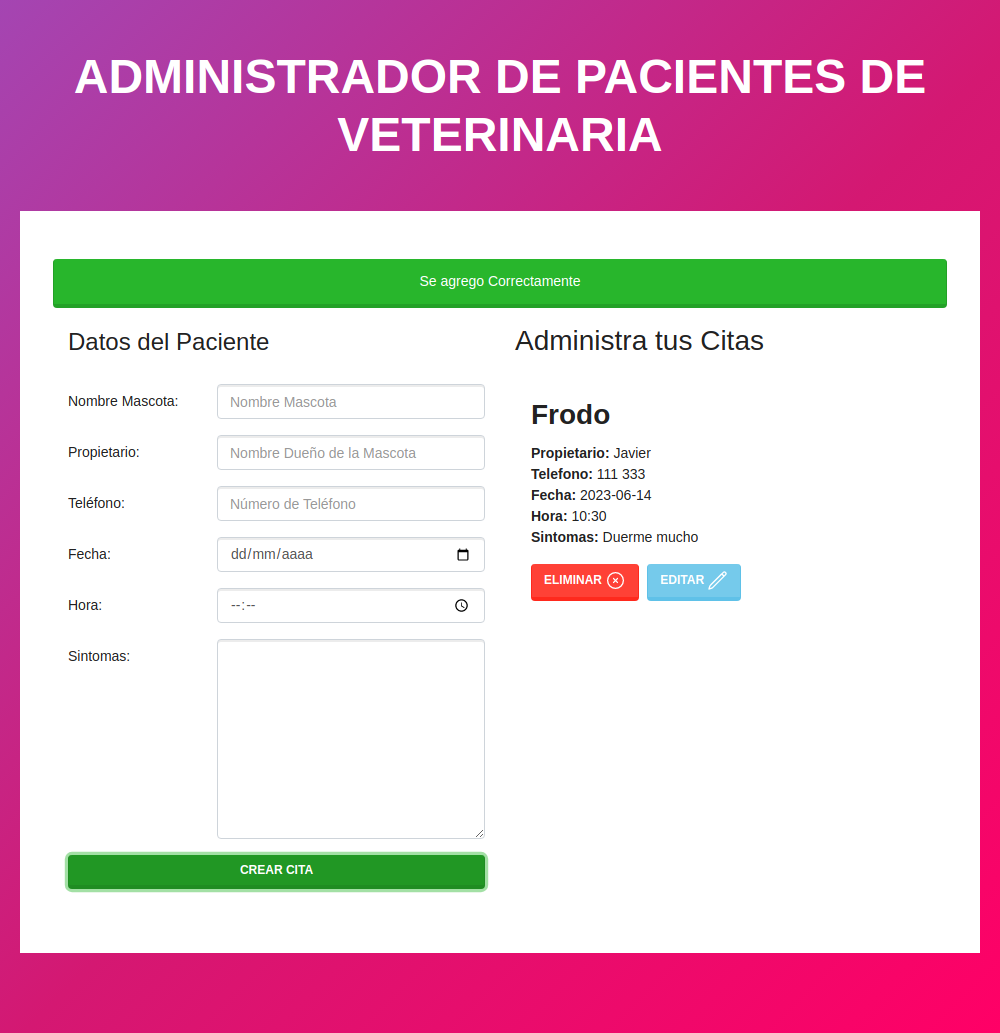 ADMINISTRADOR DE PACIENTES DE
VETERINARIA
Se agrego Correctamente
Datos del Paciente
Nombre Mascota: Nombre Mascota
Propietario: Nombre Dueño de la Mascota
Teléfono: Número de Teléfono
Fecha: dd/mm/aaaa
Hora: --:--
Sintomas:
CREAR CITA
Administra tus Citas
Frodo
Propietario: Javier
Telefono: 111 333
Fecha: 2023-06-14
Hora: 10:30
Sintomas: Duerme mucho
ELIMINAR EDITAR